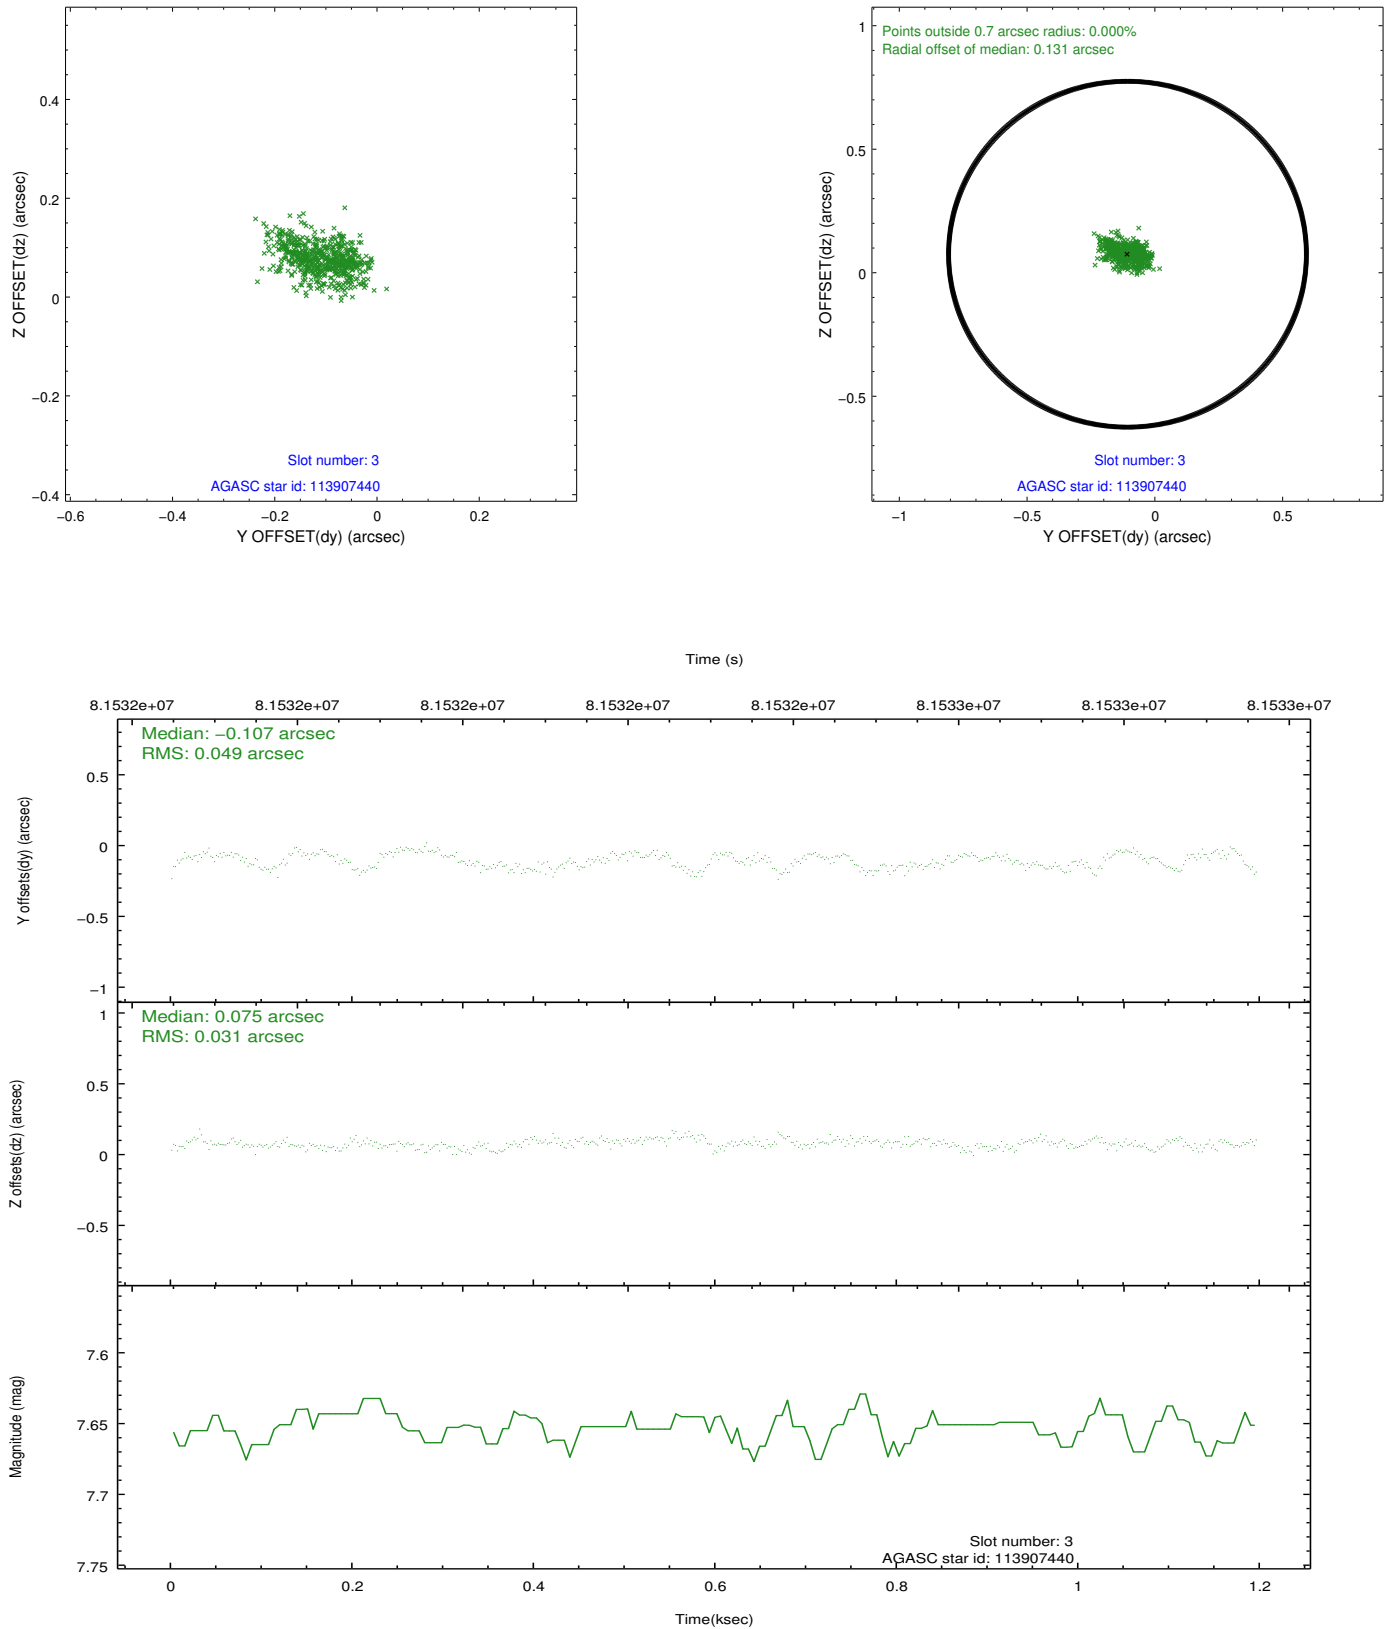 0.4
0.2
0
−0.2
−0.4
Z OFFSET(dz) (arcsec)
Slot number: 3
AGASC star id: 113907440
−0.6 −0.4 −0.2 0 0.2
Y OFFSET(dy) (arcsec)
Points outside 0.7 arcsec radius: 0.000%
Radial offset of median: 0.131 arcsec
1
0.5
0
−0.5
Z OFFSET(dz) (arcsec)
Slot number: 3
AGASC star id: 113907440
−1 −0.5 0 0.5
Y OFFSET(dy) (arcsec)
Time (s)
8.1532e+07 8.1532e+07 8.1532e+07 8.1532e+07 8.1532e+07 8.1533e+07 8.1533e+07 8.1533e+07
Median: −0.107 arcsec
RMS: 0.049 arcsec
0.5
0
−0.5
−1
Y offsets(dy) (arcsec)
Median: 0.075 arcsec
RMS: 0.031 arcsec
1
0.5
0
−0.5
Z offsets(dz) (arcsec)
7.6
7.65
7.7
7.75
Magnitude (mag)
Slot number: 3
AGASC star id: 113907440
0 0.2 0.4 0.6 0.8 1 1.2
Time(ksec)